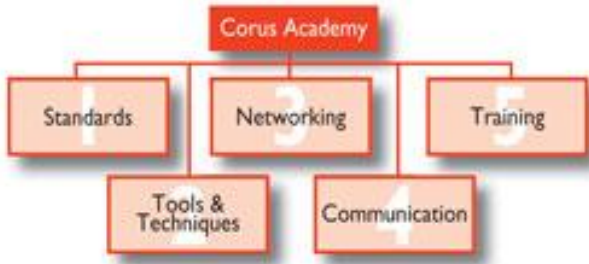 Corus Academy
1
Standards
2
Tools &
Techniques
3
Networking
4
Communication
5
Training